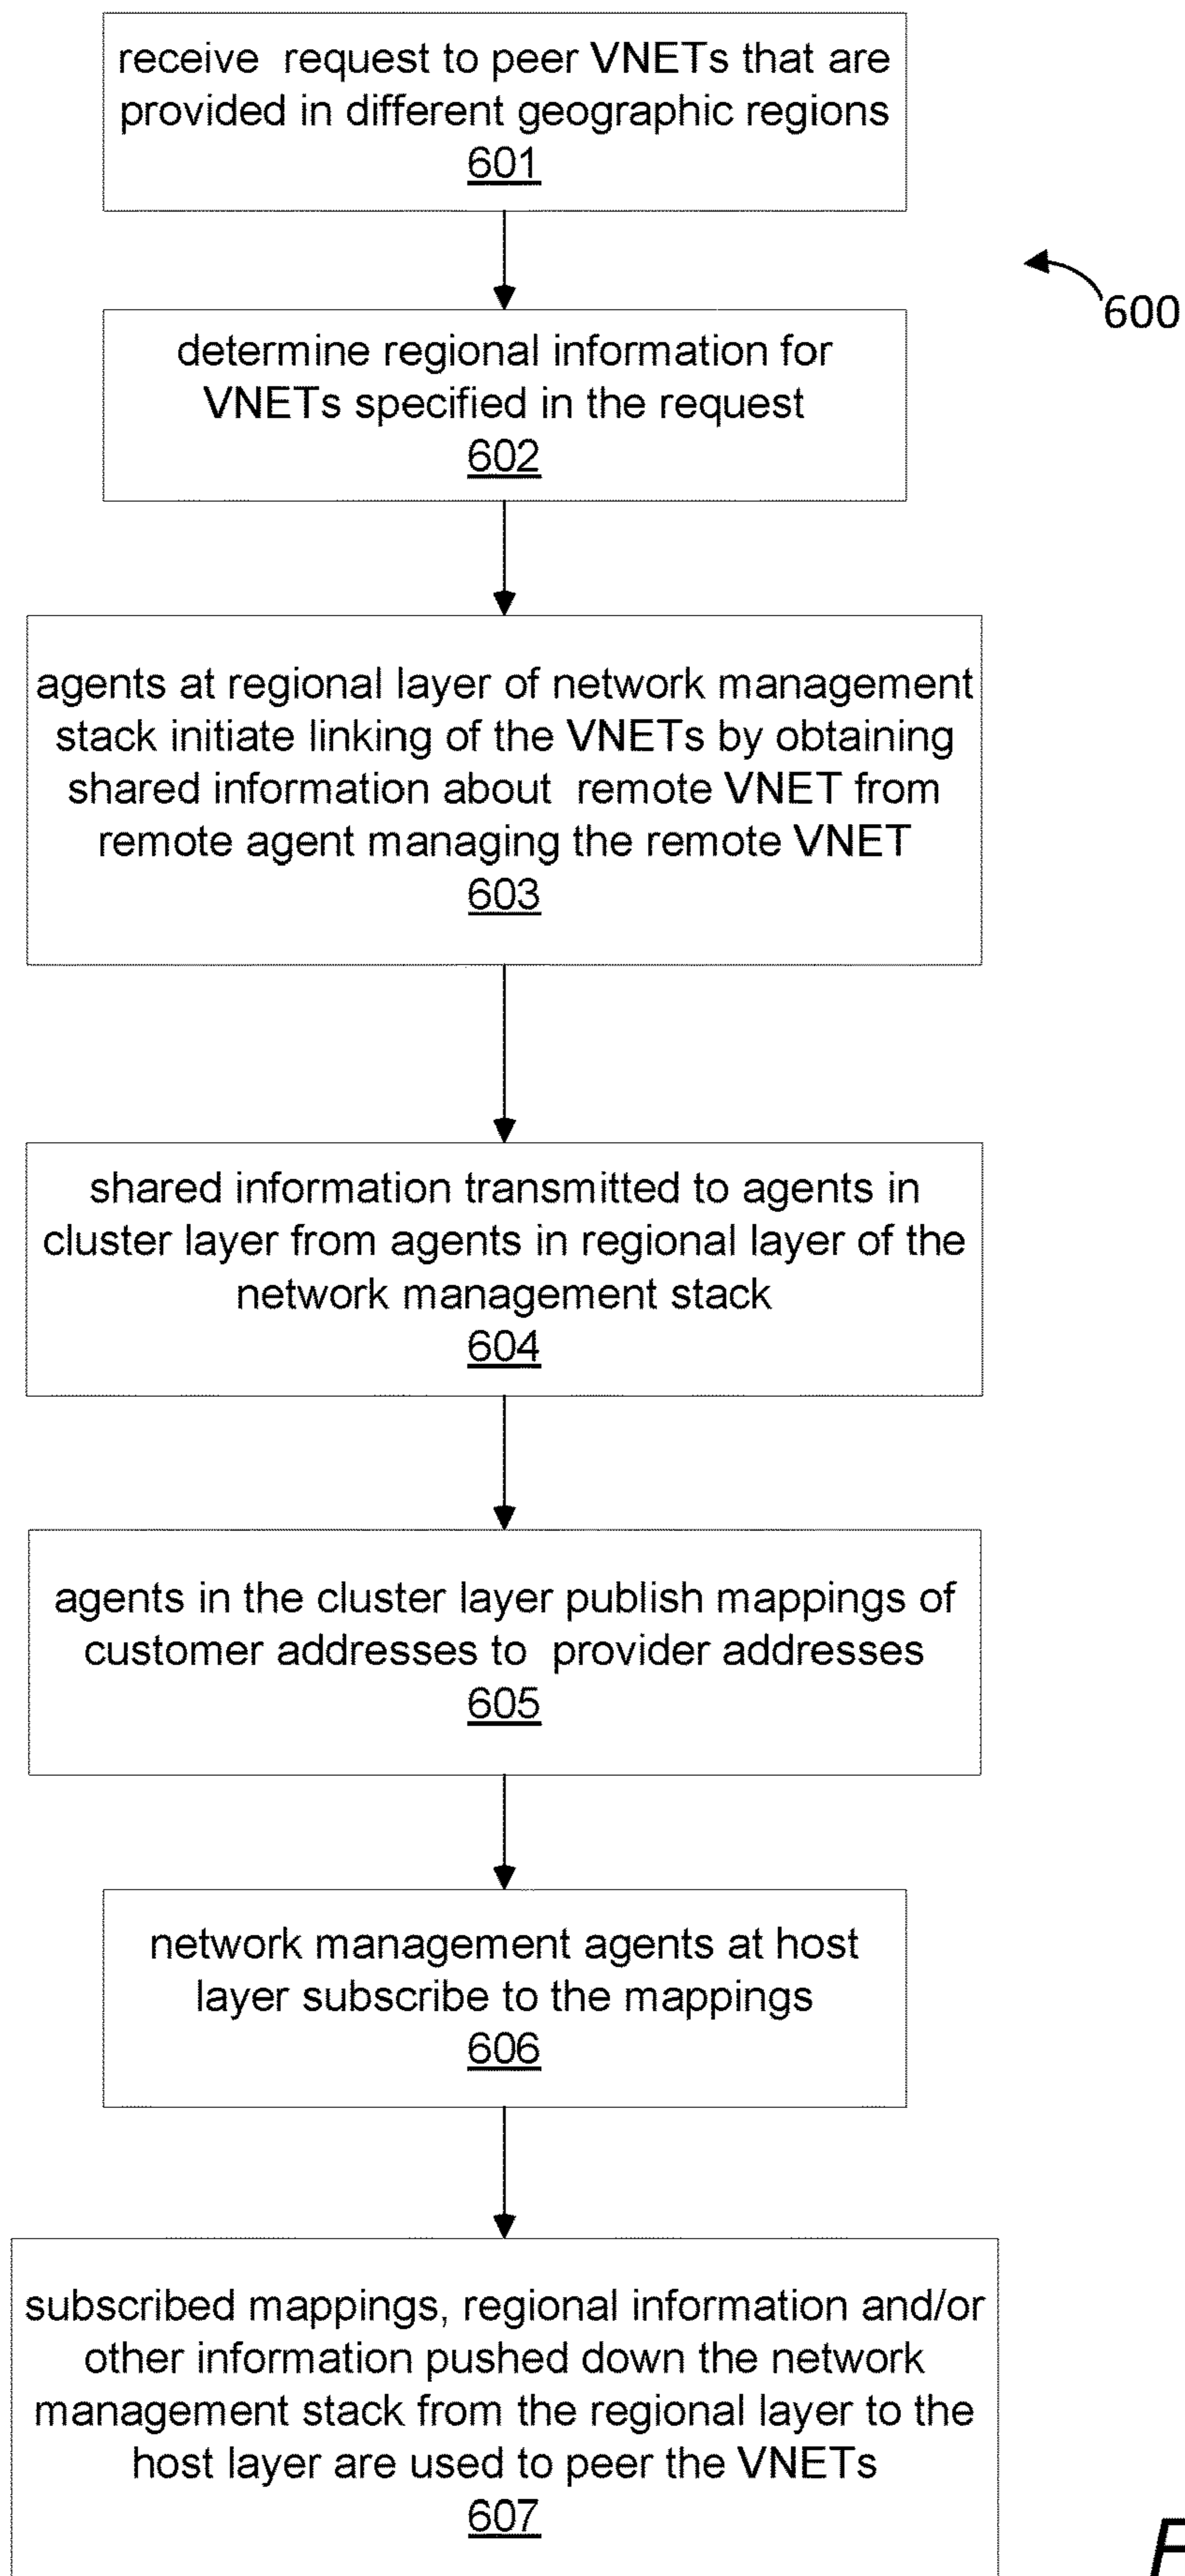 receive request to peer VNETs that are
provided in different geographic regions
601
600
determine regional information for
VNETs specified in the request
602
agents at regional layer of network management
stack initiate linking of the VNETs by obtaining
shared information about remote VNET from
remote agent managing the remote VNET
603
shared information transmitted to agents in
cluster layer from agents in regional layer of the
network management stack
604
agents in the cluster layer publish mappings of
customer addresses to provider addresses
605
network management agents at host
layer subscribe to the mappings
606
subscribed mappings, regional information and/or
other information pushed down the network
management stack from the regional layer to the
host layer are used to peer the VNETs
607